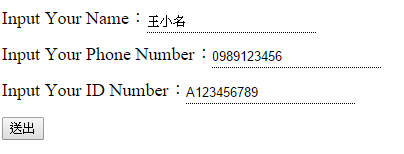 Input Your Name：王小名
Input Your Phone Number：0989123456
Input Your ID Number：A123456789
送出